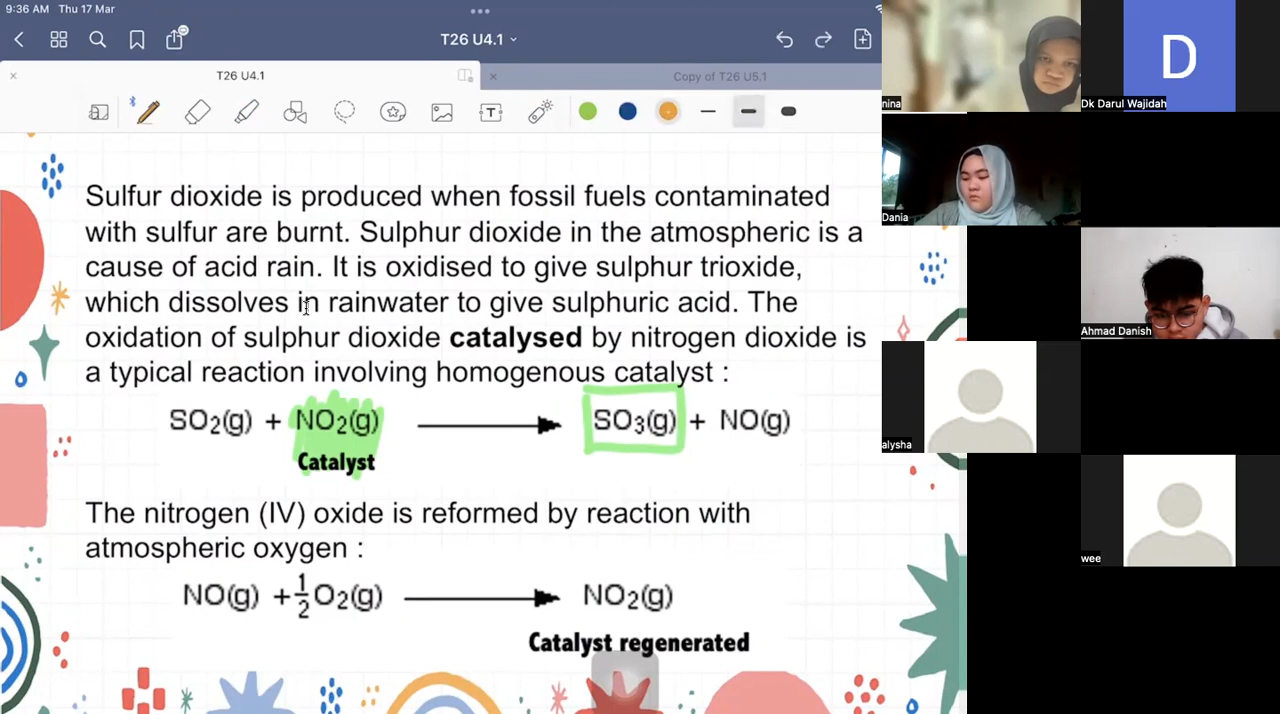 9:36 AM Thu 17 Mar
T26 U4.1
T26 U4.1
Copy of T26 U5.1
T
Sulfur dioxide is produced when fossil fuels contaminated
with sulfur are burnt. Sulphur dioxide in the atmospheric is a
cause of acid rain. It is oxidised to give sulphur trioxide,
which dissolves in rainwater to give sulphuric acid. The
oxidation of sulphur dioxide catalysed by nitrogen dioxide is
a typical reaction involving homogenous catalyst :
SO₂(g) + NO₂(g) → SO₃(g) + NO(g)
Catalyst
The nitrogen (IV) oxide is reformed by reaction with
atmospheric oxygen :
NO(g) + ½O₂(g) → NO₂(g)
Catalyst regenerated
nina
D
Dk Darul Wajidah
Dania
Ahmad Danish
alysha
wee